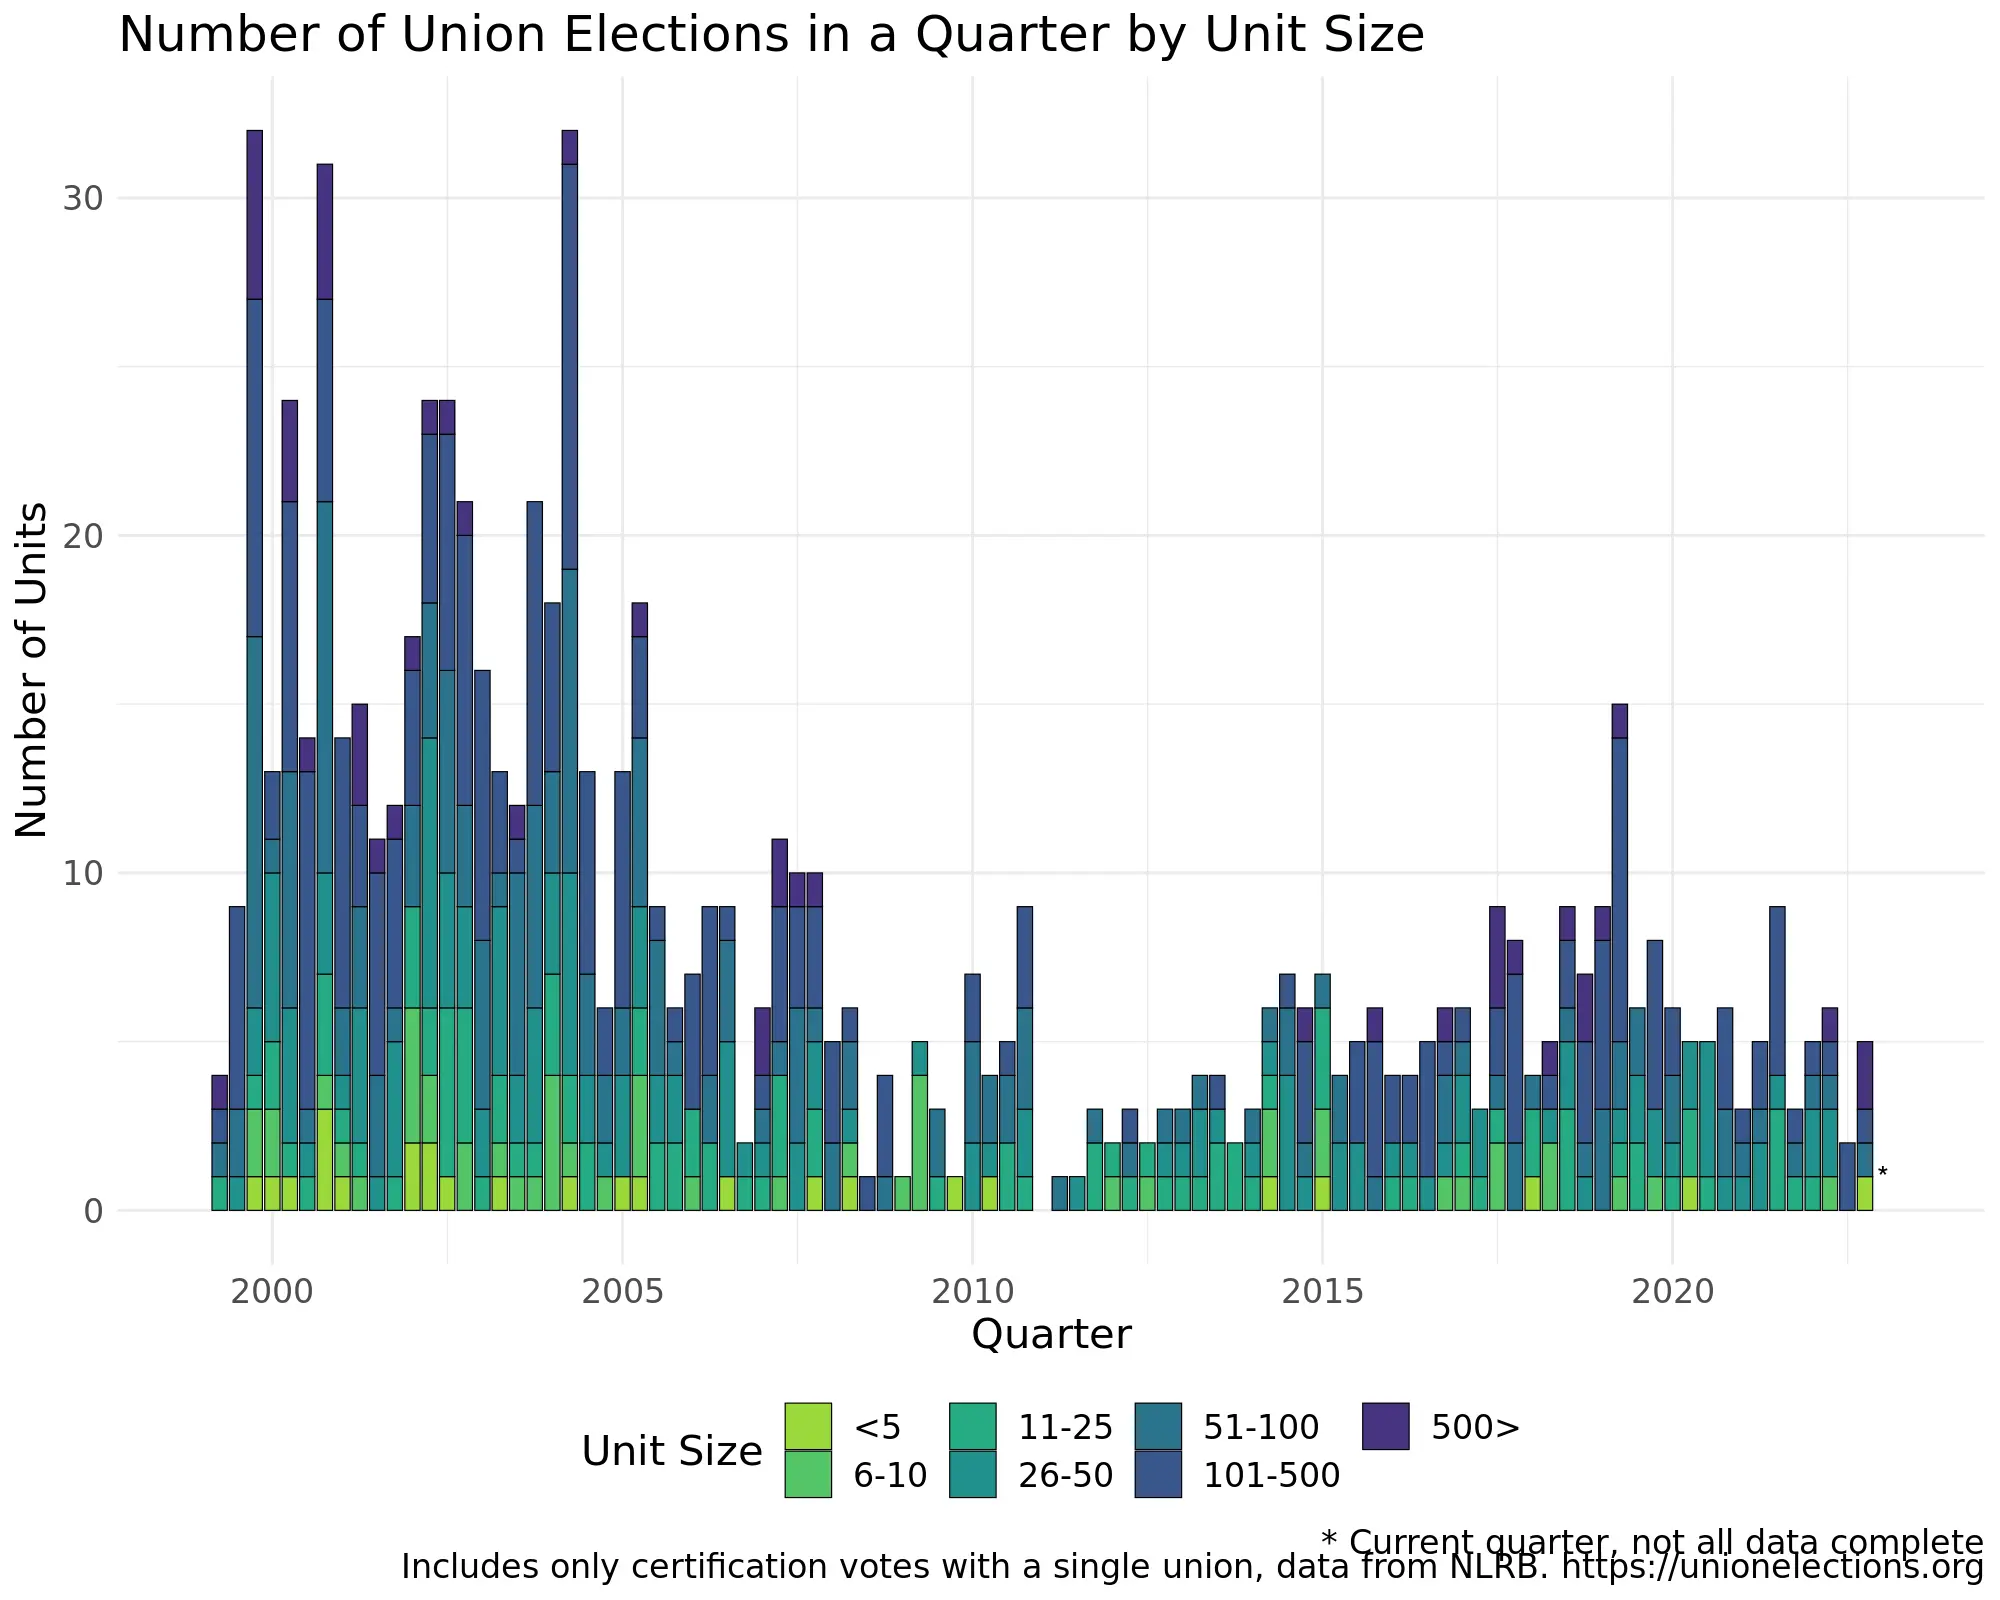 Number of Union Elections in a Quarter by Unit Size
Number of Units
30
20
10
0
*
2000 2005 2010 2015 2020
Quarter
Unit Size
<5 11-25 51-100 500>
6-10 26-50 101-500
* Current quarter, not all data complete
Includes only certification votes with a single union, data from NLRB. https://unionelections.org